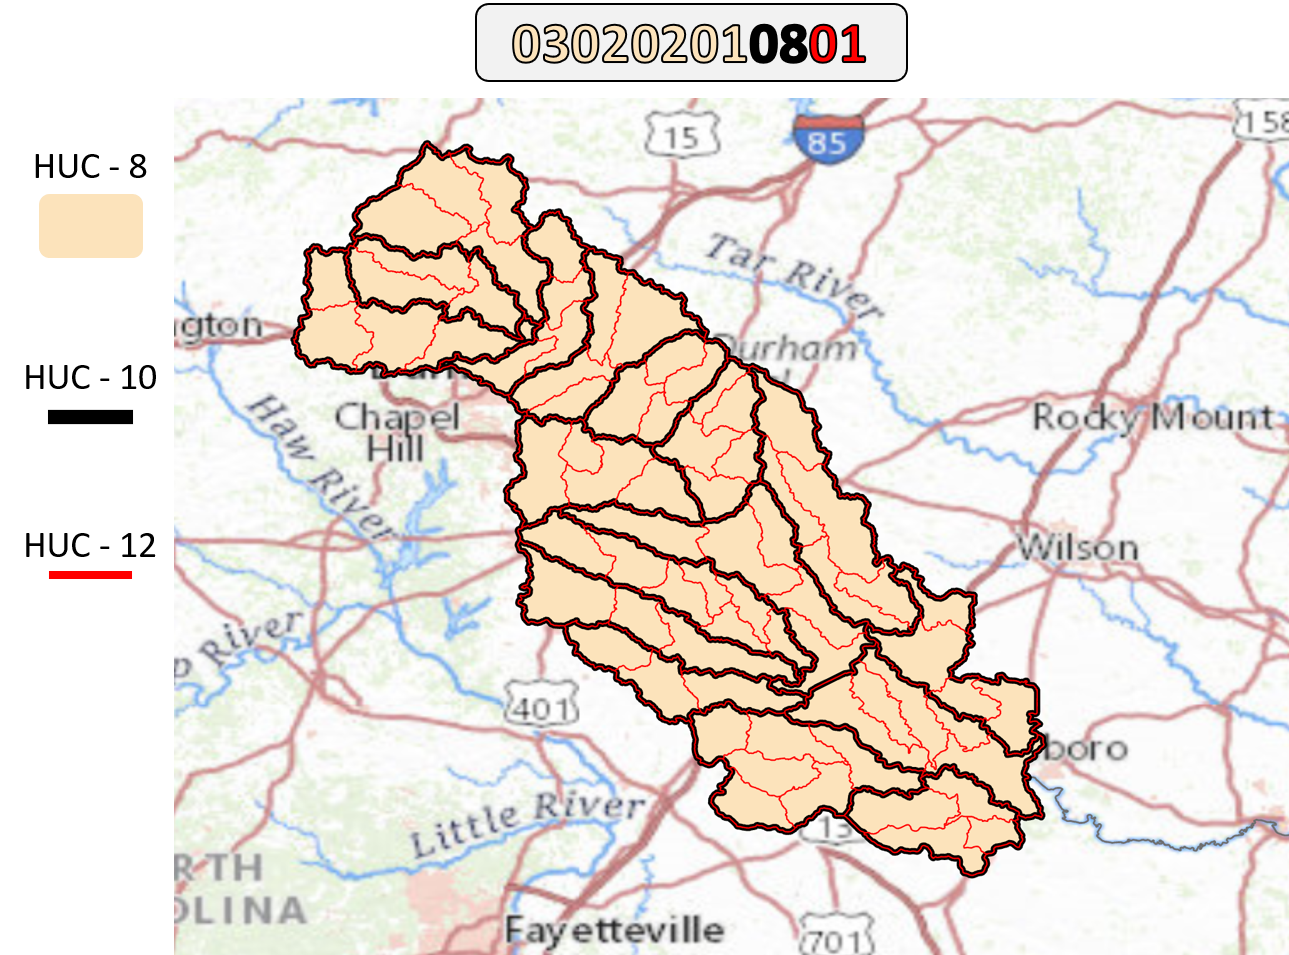 030202010801
HUC - 8
HUC - 10
HUC - 12
15
85
158
Tar River
gton
Durham
Chapel
Hill
Haw River
Rocky Mount
Wilson
River
401
boro
Little River
13
RTH
OLINA
Fayetteville
701